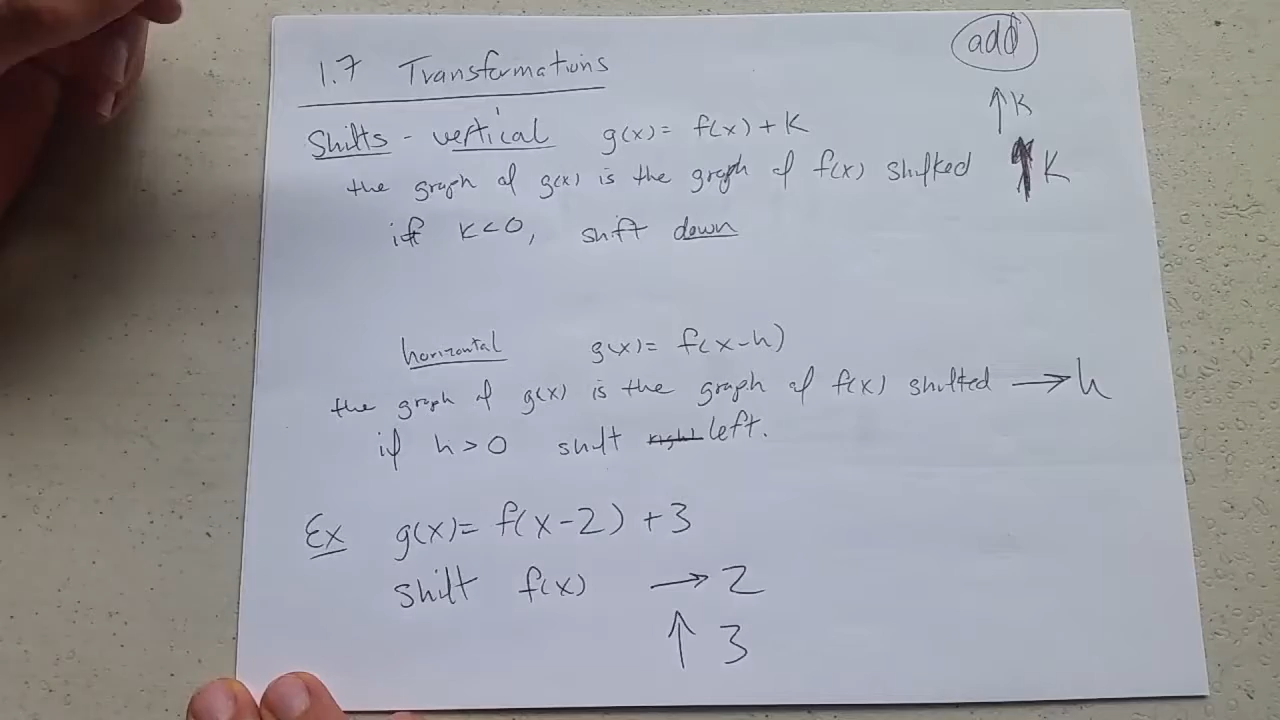 1.7 Transformations
add
↑K
Shifts - vertical g(x) = f(x) + K
the graph of g(x) is the graph of f(x) shifted ↑ K
if K < 0, shift down
horizontal g(x) = f(x-h)
the graph of g(x) is the graph of f(x) shifted → h
if h > 0 shift right left.
Ex g(x) = f(x-2) + 3
shift f(x) → 2
↑ 3